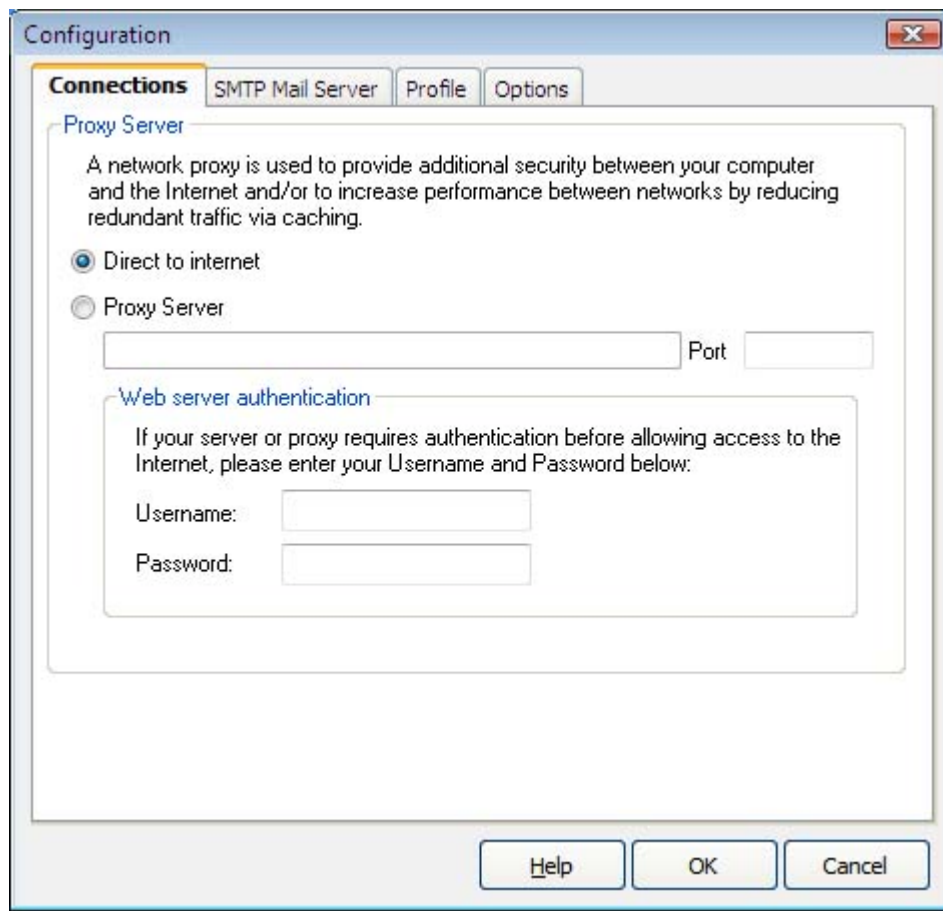 Configuration
Connections SMTP Mail Server Profile Options
Proxy Server
A network proxy is used to provide additional security between your computer
and the Internet and/or to increase performance between networks by reducing
redundant traffic via caching.
Direct to internet
Proxy Server
Port
Web server authentication
If your server or proxy requires authentication before allowing access to the
Internet, please enter your Username and Password below:
Username:
Password:
Help OK Cancel